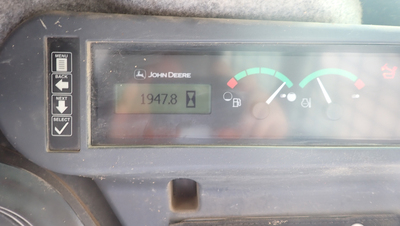 MENU
BACK
NEXT
SELECT
JOHN DEERE
1947.8